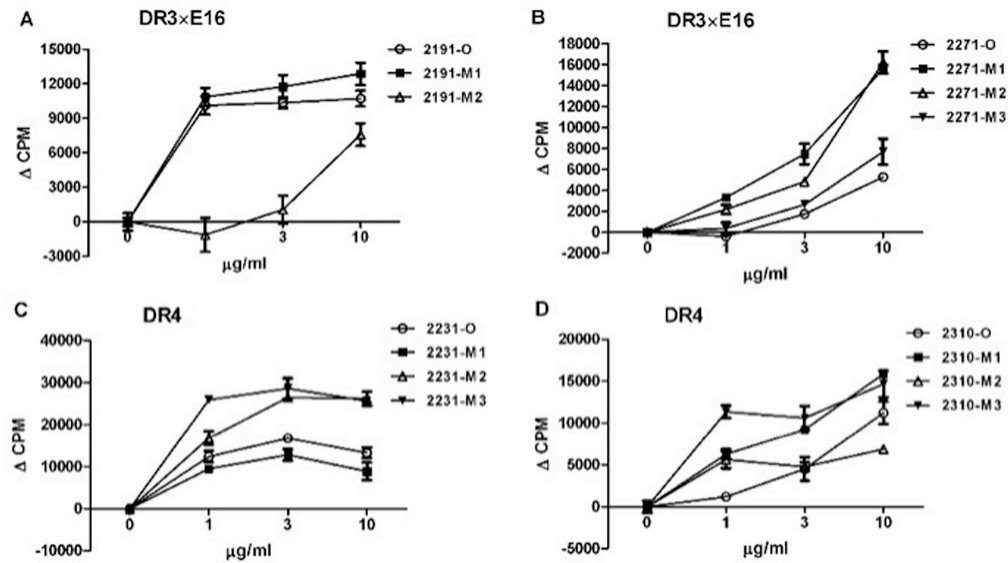 A
DR3×E16
15000
12000
9000
6000
3000
0
-3000
Δ CPM
0
3
10
µg/ml
2191-O
2191-M1
2191-M2
B
DR3×E16
18000
16000
14000
12000
10000
8000
6000
4000
2000
0
-2000
Δ CPM
0
1
3
10
µg/ml
2271-O
2271-M1
2271-M2
2271-M3
C
DR4
40000
30000
20000
10000
0
-10000
Δ CPM
0
1
3
10
µg/ml
2231-O
2231-M1
2231-M2
2231-M3
D
DR4
20000
15000
10000
5000
0
-5000
Δ CPM
0
1
3
10
µg/ml
2310-O
2310-M1
2310-M2
2310-M3